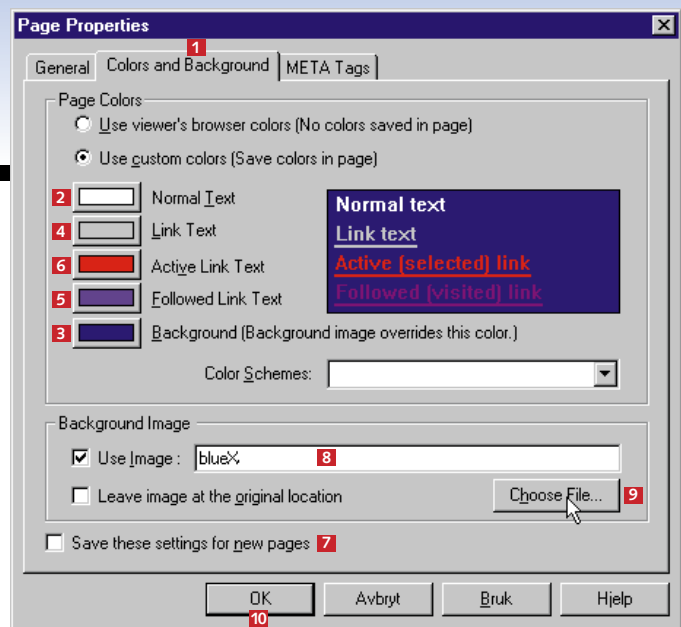 Page Properties
1
General Colors and Background META Tags
Page Colors
Use viewer's browser colors (No colors saved in page)
Use custom colors (Save colors in page)
2 Normal Text
4 Link Text
6 Active Link Text
5 Followed Link Text
3 Background (Background image overrides this color.)
Normal text
Link text
Active (selected) link
Followed (visited) link
Color Schemes:
Background Image
Use Image : blueX, 8
Leave image at the original location
Choose File... 9
Save these settings for new pages 7
OK Avbryt Bruk Hjelp
10